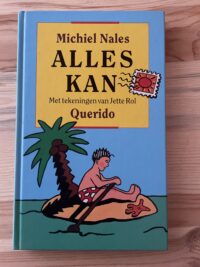 Michiel Nales
ALLES
KAN
Met tekeningen van Jette Rol
Querido